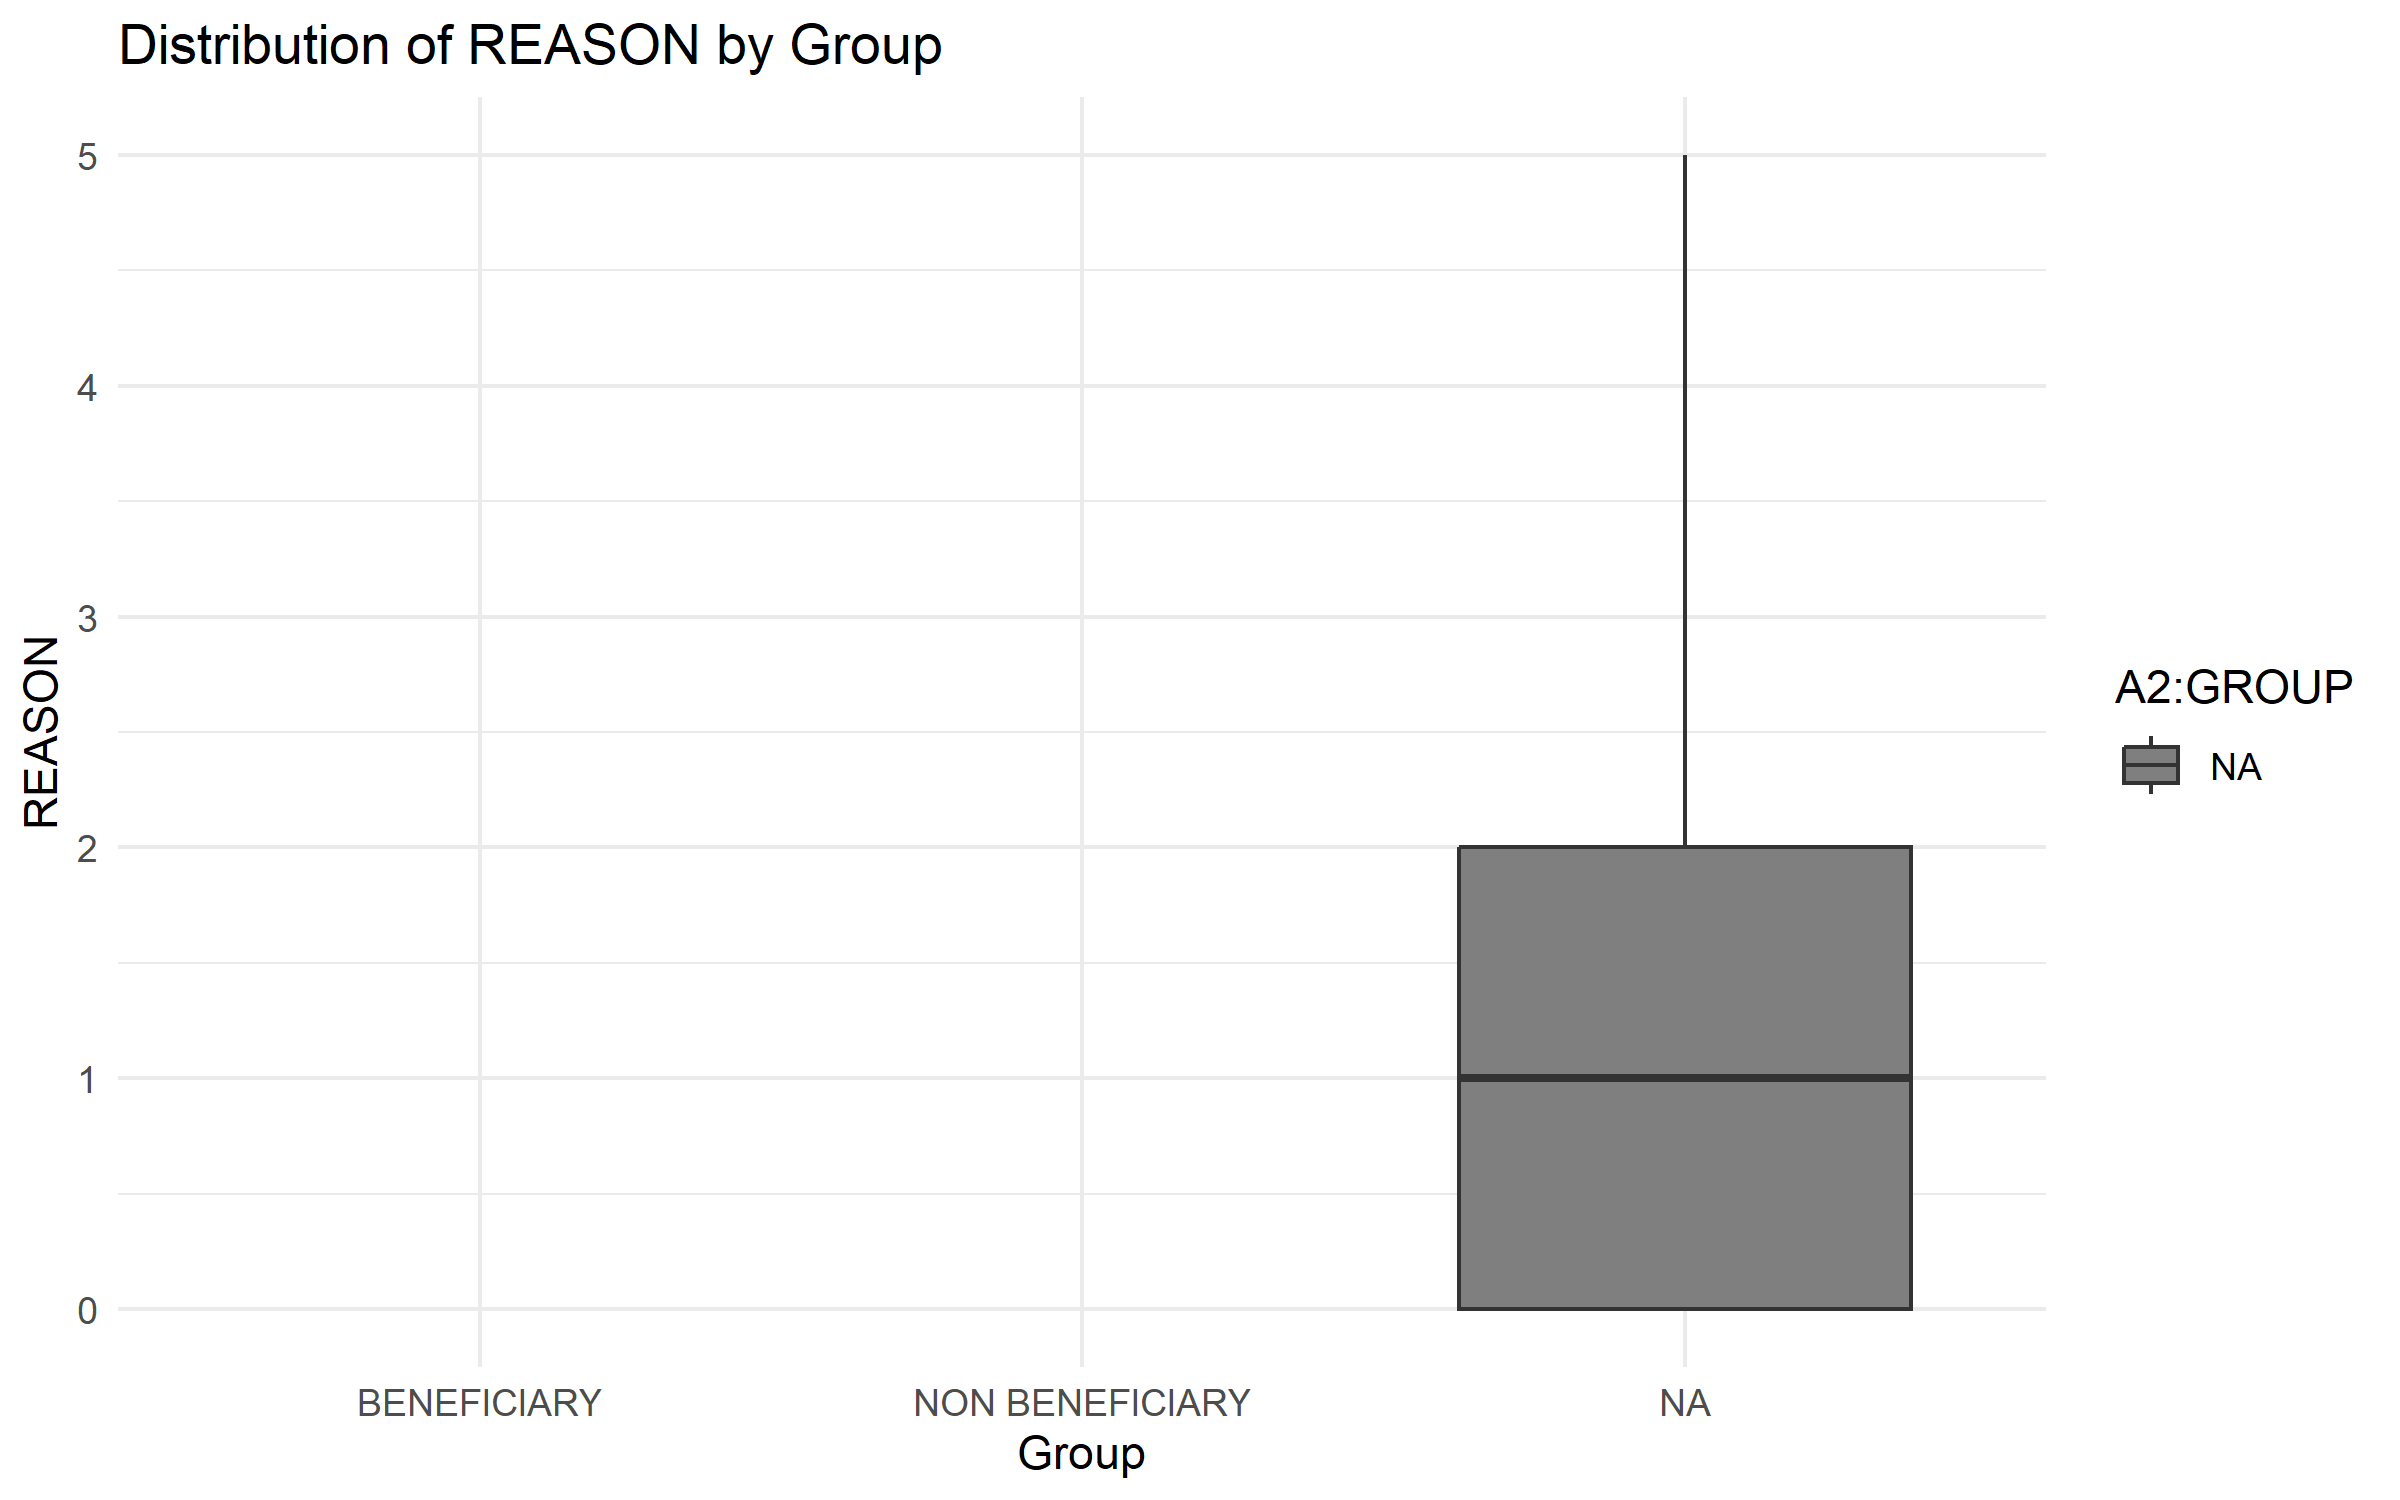 Distribution of REASON by Group
REASON
5
4
3
2
1
0
BENEFICIARY
NON BENEFICIARY
NA
Group
A2:GROUP
NA